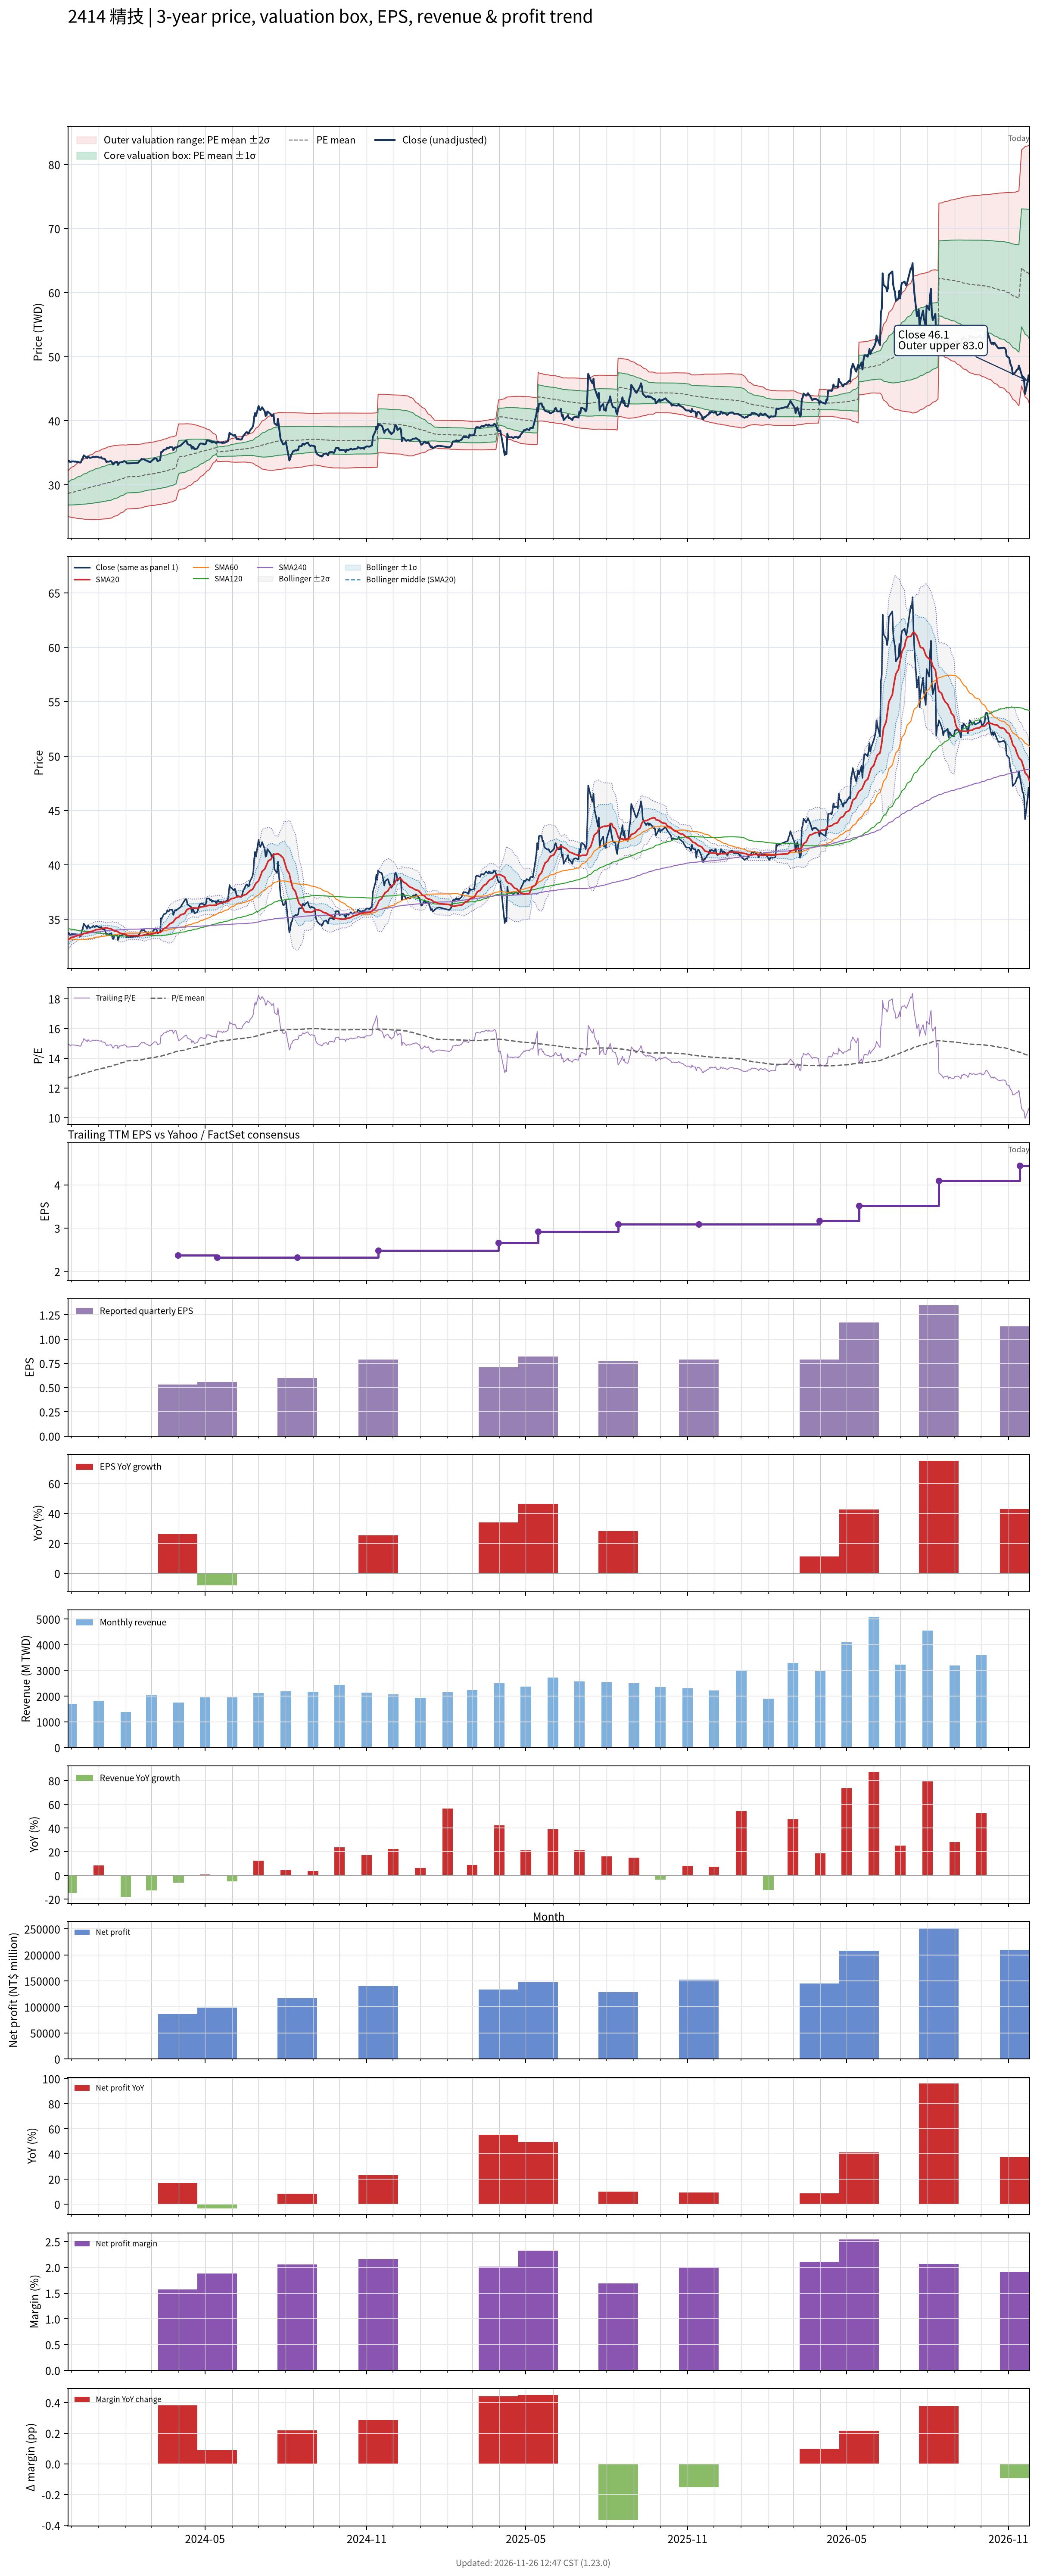 2414 精技 | 3-year price, valuation box, EPS, revenue & profit trend
Outer valuation range: PE mean ±2σ
PE mean
Close (unadjusted)
Core valuation box: PE mean ±1σ
Today
Price (TWD)
80
70
60
50
40
30
Close 46.1
Outer upper 83.0
Close (same as panel 1)
SMA60
SMA240
Bollinger ±1σ
SMA20
SMA120
Bollinger ±2σ
Bollinger middle (SMA20)
Price
65
60
55
50
45
40
35
Trailing P/E
P/E mean
P/E
18
16
14
12
10
Trailing TTM EPS vs Yahoo / FactSet consensus
Today
EPS
4
3
2
Reported quarterly EPS
EPS
1.25
1.00
0.75
0.50
0.25
0.00
EPS YoY growth
YoY (%)
60
40
20
0
Monthly revenue
Revenue (M TWD)
5000
4000
3000
2000
1000
0
Revenue YoY growth
YoY (%)
80
60
40
20
0
-20
Month
Net profit
Net profit (NT$ million)
250000
200000
150000
100000
50000
0
Net profit YoY
YoY (%)
100
80
60
40
20
0
Net profit margin
Margin (%)
2.5
2.0
1.5
1.0
0.5
0.0
Margin YoY change
Δ margin (pp)
0.4
0.2
0.0
-0.2
-0.4
2024-05
2024-11
2025-05
2025-11
2026-05
2026-11
Updated: 2026-11-26 12:47 CST (1.23.0)